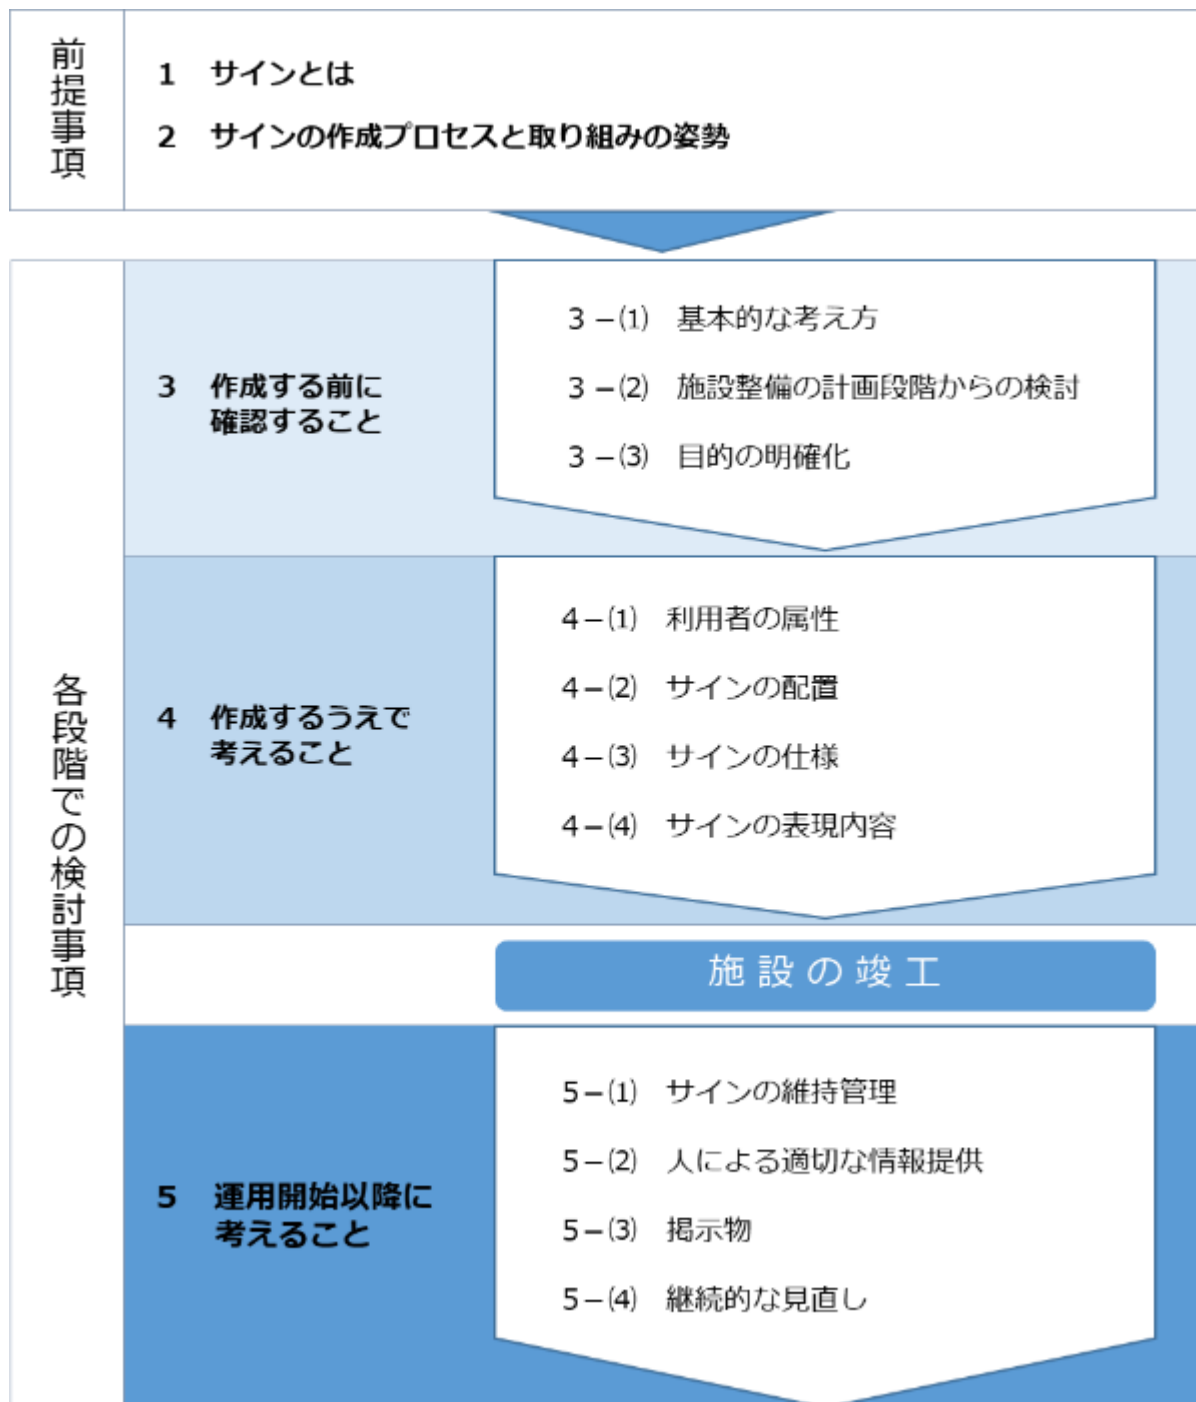 前提事項
1 サインとは
2 サインの作成プロセスと取り組みの姿勢
各段階での検討事項
3 作成する前に
確認すること
3－(1) 基本的な考え方
3－(2) 施設整備の計画段階からの検討
3－(3) 目的の明確化
4 作成するうえで
考えること
4－(1) 利用者の属性
4－(2) サインの配置
4－(3) サインの仕様
4－(4) サインの表現内容
施設の竣工
5 運用開始以降に
考えること
5－(1) サインの維持管理
5－(2) 人による適切な情報提供
5－(3) 掲示物
5－(4) 継続的な見直し